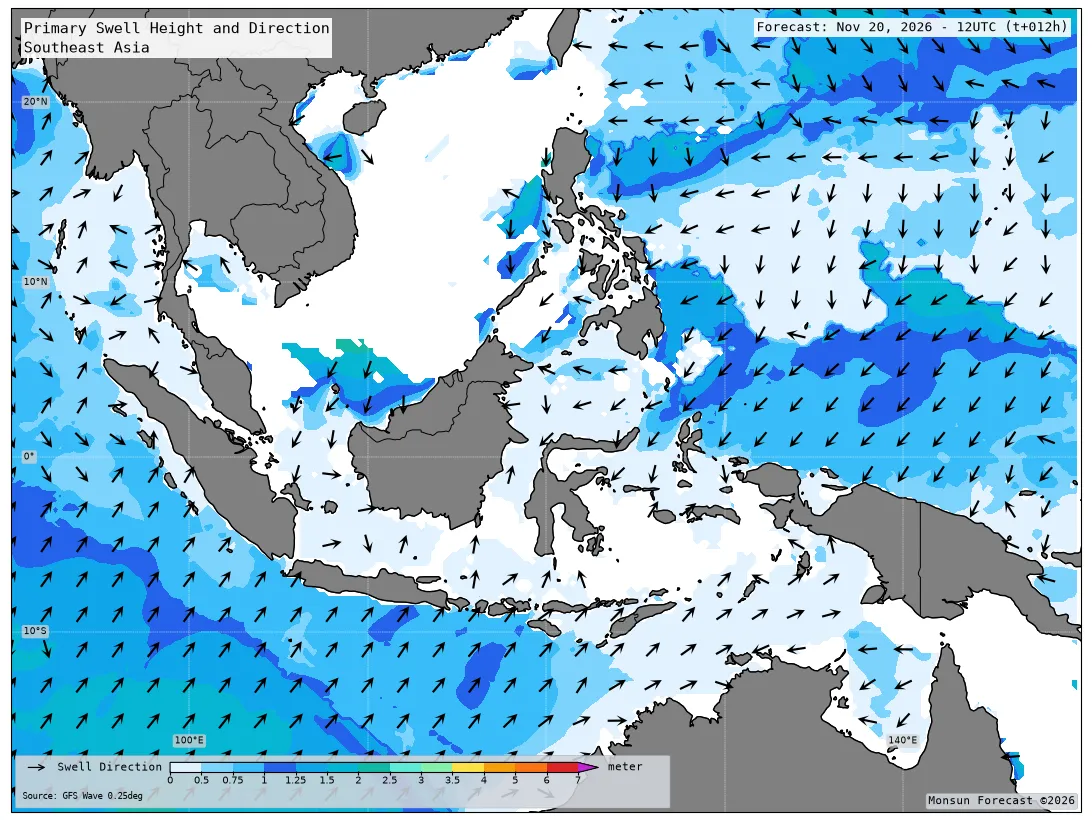 Primary Swell Height and Direction
Southeast Asia
Forecast: Nov 20, 2026 - 12UTC (t+012h)
20°N
10°N
0°
10°S
100°E
140°E
Swell Direction
0 0.5 0.75 1 1.25 1.5 2 2.5 3 3.5 4 5 6 7
meter
Source: GFS Wave 0.25deg
Monsun Forecast ©2026